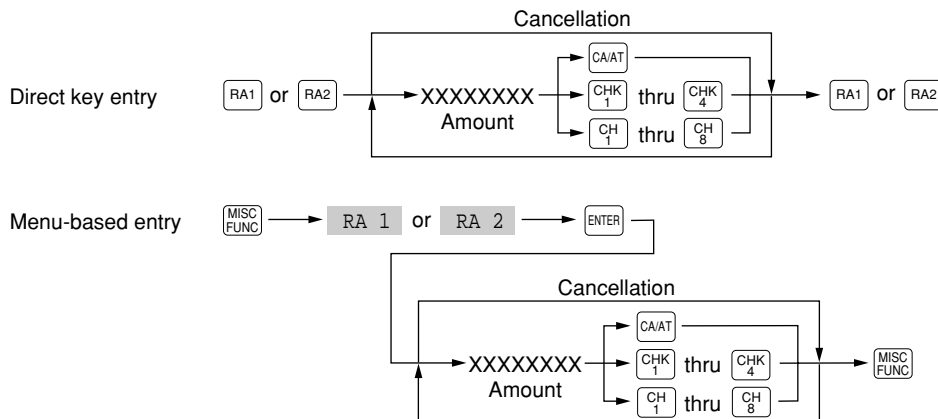 Cancellation
CA/AT
Direct key entry RA1 or RA2 XXXXXXXX CHK 1 thru CHK 4 RA1 or RA2
Amount
CH 1 thru CH 8
Menu-based entry MISC FUNC RA 1 or RA 2 ENTER
Cancellation
CA/AT
XXXXXXXX CHK 1 thru CHK 4 MISC FUNC
Amount
CH 1 thru CH 8